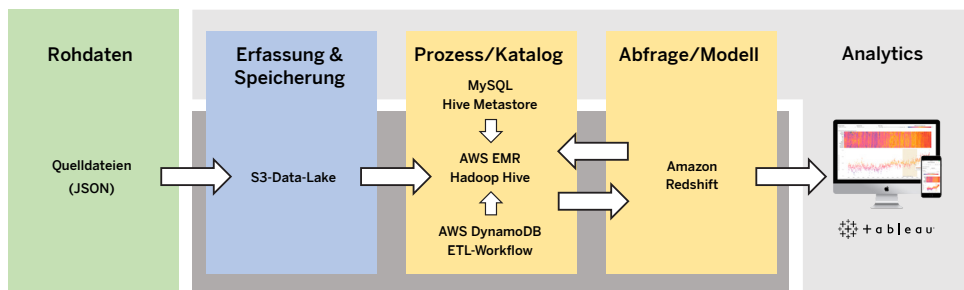 Rohdaten
Quelldateien
(JSON)
Erfassung &
Speicherung
S3-Data-Lake
Prozess/Katalog
MySQL
Hive Metastore
AWS EMR
Hadoop Hive
AWS DynamoDB
ETL-Workflow
Abfrage/Modell
Amazon
Redshift
Analytics
+ a b l e a u